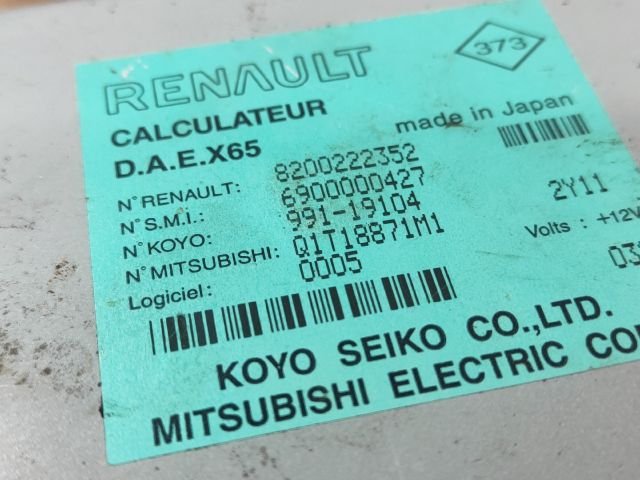 RENAULT
373
CALCULATEUR
made in Japan
D.A.E.X65
N° RENAULT: 8200222352
N° S.M.I.: 6900000427
N° KOYO: 991-19104
2Y11
N° MITSUBISHI: Q1T18871M1
Volts : +12V
Logiciel: 0005
KOYO SEIKO CO.,LTD.
MITSUBISHI ELECTRIC